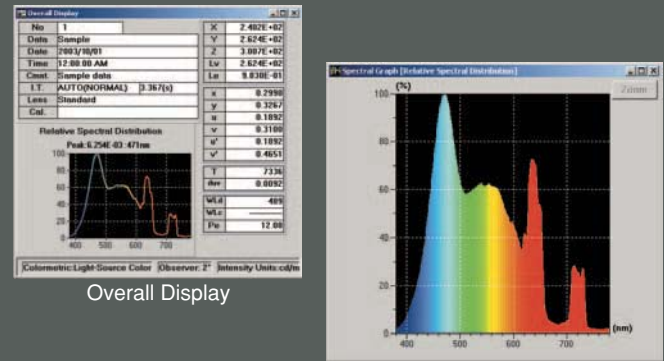 Overall Display
No 1
Data Sample
Date 2003/10/01
Time 12:00:00 AM
Cmnt. Sample data
I.T. AUTO(NORMAL) 3.367(s)
Lens Standard
Cal.
X 2.402E+02
Y 2.624E+02
Z 3.007E+02
Lv 2.624E+02
Le 9.830E-01
x 0.2990
y 0.3267
u 0.1892
v 0.3100
u' 0.1892
v' 0.4651
T 7336
duv 0.0092
WLd 489
WLc
Pe 12.00
Relative Spectral Distribution
Peak: 6.254E-03 :471nm
100
80
60
40
20
0
400 500 600 700
Colormetric:Light-Source Color Observer: 2° Intensity Units:cd/m
Overall Display
Spectral Graph [Relative Spectral Distribution]
Zoom
(%)
100
80
60
40
20
0
400 500 600 700
(nm)